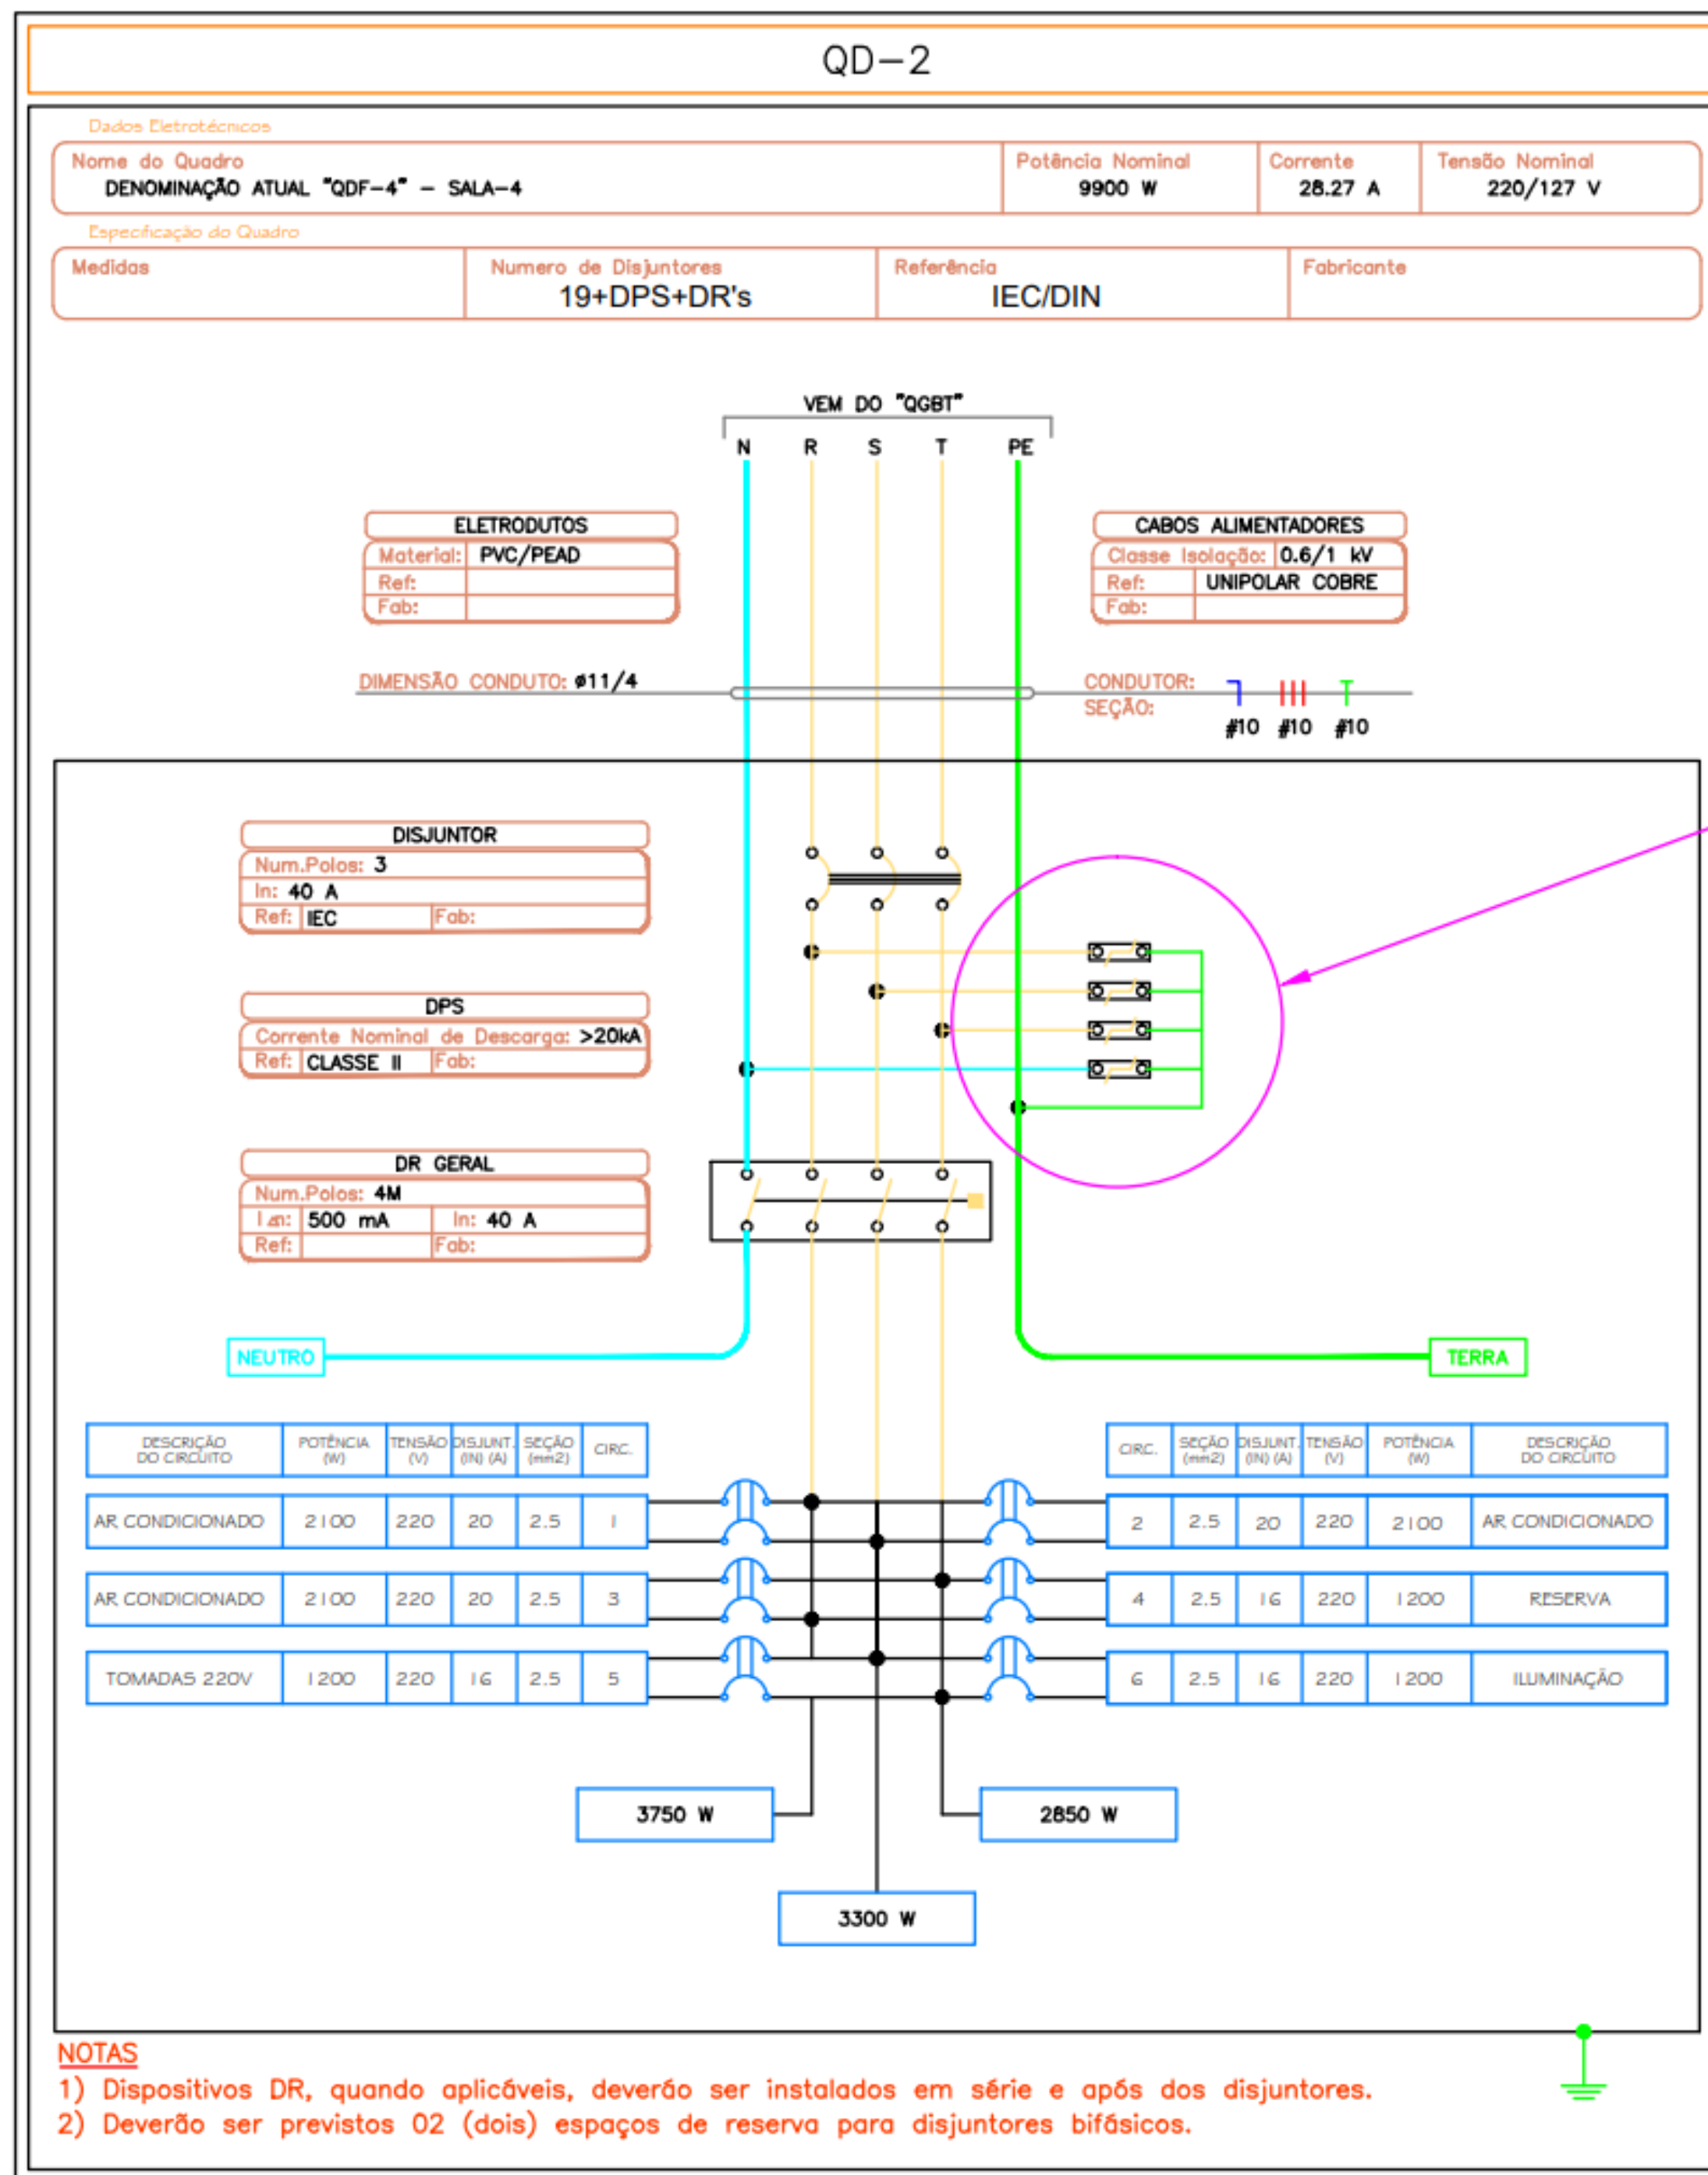 QD-2
Dados Eletrotécnicos
Nome do Quadro
DENOMINAÇÃO ATUAL "QDF-4" - SALA-4
Potência Nominal
9900 W
Corrente
28.27 A
Tensão Nominal
220/127 V
Especificação do Quadro
Medidas
Numero de Disjuntores
19+DPS+DR's
Referência
IEC/DIN
Fabricante
VEM DO "QGBT"
N R S T PE
ELETRODUTOS
Material: PVC/PEAD
Ref:
Fab:
CABOS ALIMENTADORES
Classe Isolação: 0.6/1 kV
Ref: UNIPOLAR COBRE
Fab:
DIMENSÃO CONDUTO: ø11/4
CONDUTOR:
SEÇÃO:
#10 #10 #10
DISJUNTOR
Num.Polos: 3
In: 40 A
Ref: IEC Fab:
DPS
Corrente Nominal de Descarga: >20kA
Ref: CLASSE II Fab:
DR GERAL
Num.Polos: 4M
I∆n: 500 mA In: 40 A
Ref: Fab:
NEUTRO
TERRA
DESCRIÇÃO DO CIRCUITO POTÊNCIA (W) TENSÃO (V) DISJUNT. (IN) (A) SEÇÃO (mm2) CIRC.
AR CONDICIONADO 2100 220 20 2.5 1
AR CONDICIONADO 2100 220 20 2.5 3
TOMADAS 220V 1200 220 16 2.5 5
CIRC. SEÇÃO (mm2) DISJUNT. (IN) (A) TENSÃO (V) POTÊNCIA (W) DESCRIÇÃO DO CIRCUITO
2 2.5 20 220 2100 AR CONDICIONADO
4 2.5 16 220 1200 RESERVA
6 2.5 16 220 1200 ILUMINAÇÃO
3750 W
2850 W
3300 W
NOTAS
1) Dispositivos DR, quando aplicáveis, deverão ser instalados em série e após dos disjuntores.
2) Deverão ser previstos 02 (dois) espaços de reserva para disjuntores bifásicos.